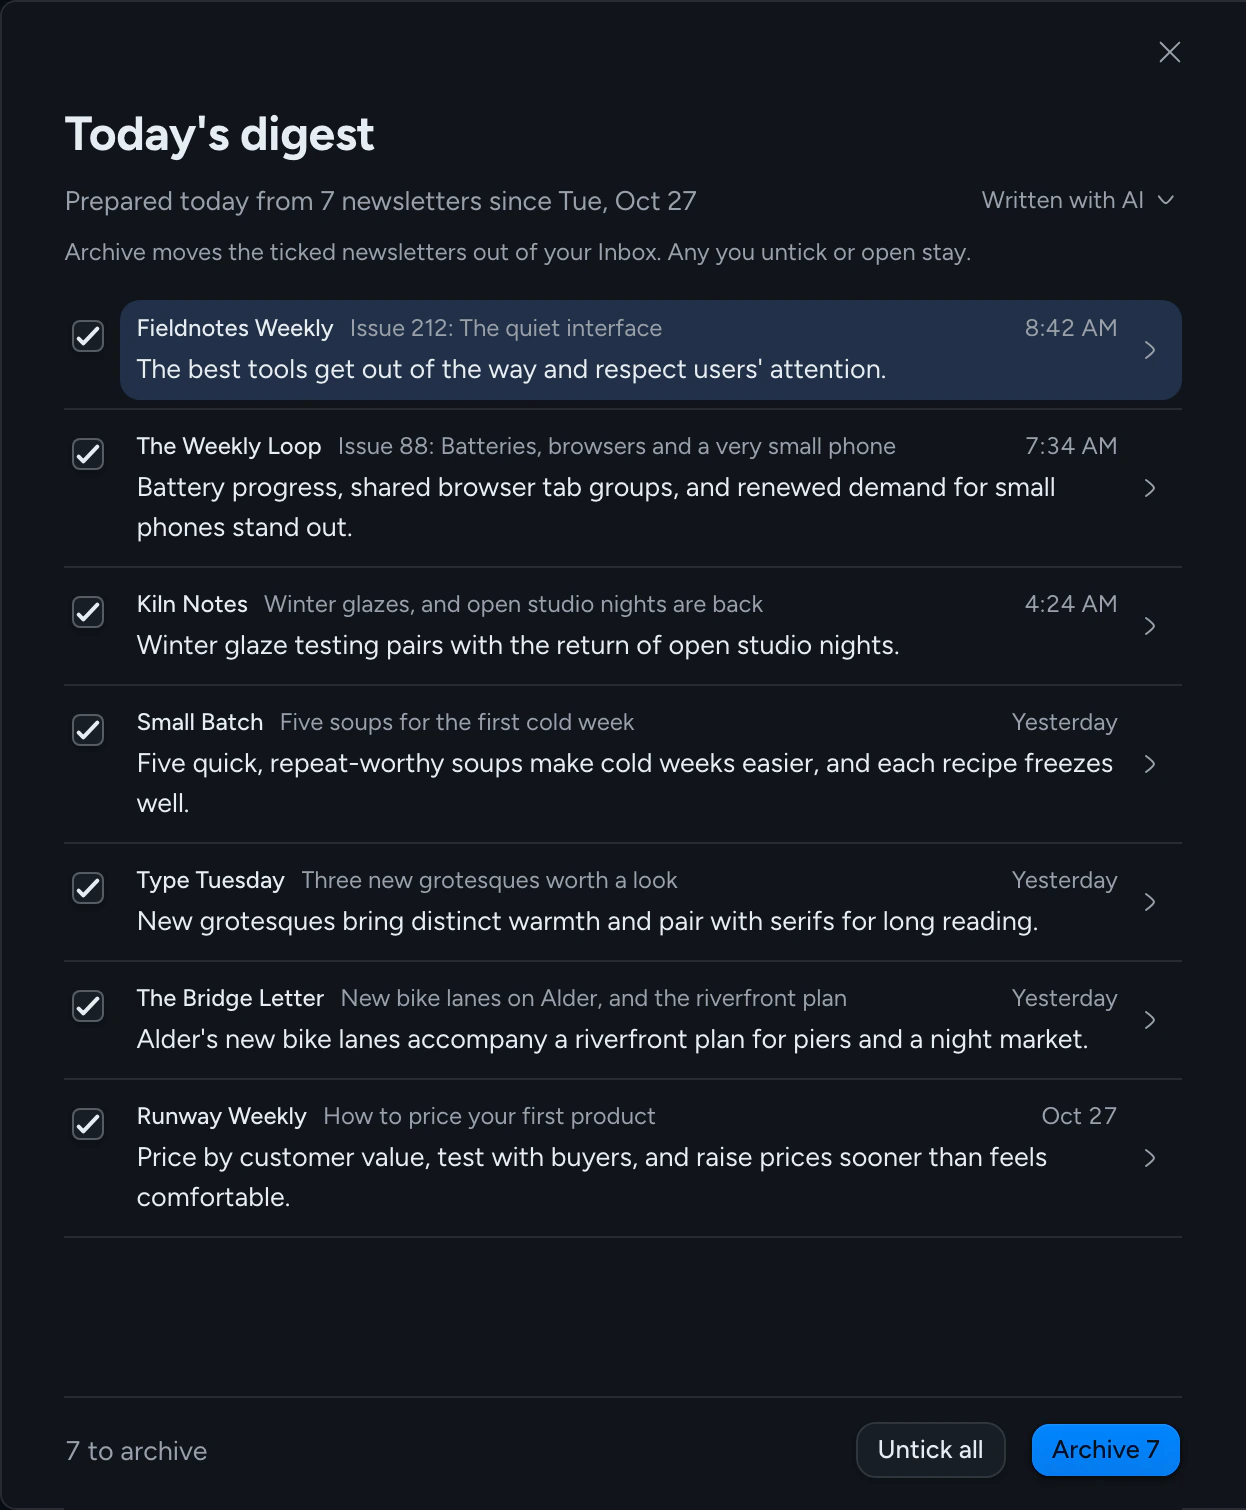 Today's digest
Prepared today from 7 newsletters since Tue, Oct 27
Written with AI
Archive moves the ticked newsletters out of your Inbox. Any you untick or open stay.
Fieldnotes Weekly Issue 212: The quiet interface 8:42 AM
The best tools get out of the way and respect users' attention.
The Weekly Loop Issue 88: Batteries, browsers and a very small phone 7:34 AM
Battery progress, shared browser tab groups, and renewed demand for small
phones stand out.
Kiln Notes Winter glazes, and open studio nights are back 4:24 AM
Winter glaze testing pairs with the return of open studio nights.
Small Batch Five soups for the first cold week Yesterday
Five quick, repeat-worthy soups make cold weeks easier, and each recipe freezes
well.
Type Tuesday Three new grotesques worth a look Yesterday
New grotesques bring distinct warmth and pair with serifs for long reading.
The Bridge Letter New bike lanes on Alder, and the riverfront plan Yesterday
Alder's new bike lanes accompany a riverfront plan for piers and a night market.
Runway Weekly How to price your first product Oct 27
Price by customer value, test with buyers, and raise prices sooner than feels
comfortable.
7 to archive
Untick all
Archive 7